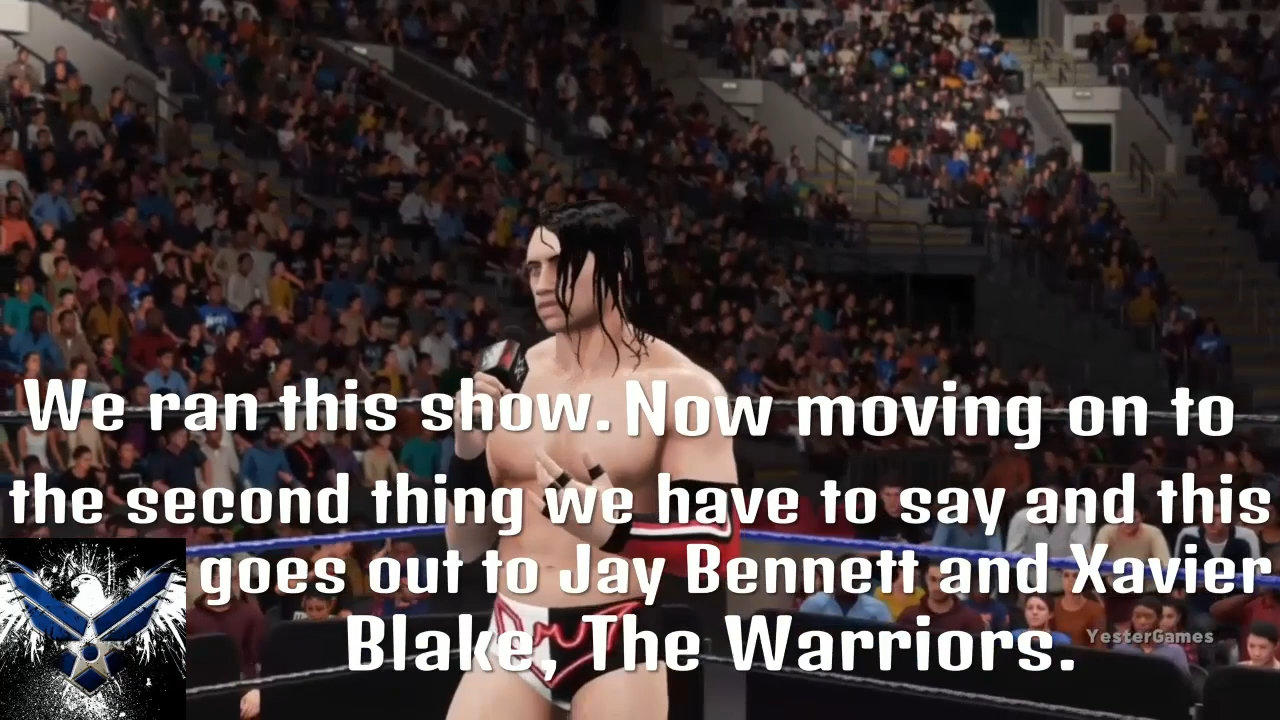 We ran this show. Now moving on to
the second thing we have to say and this
goes out to Jay Bennett and Xavier
Blake, The Warriors.
YesterGames